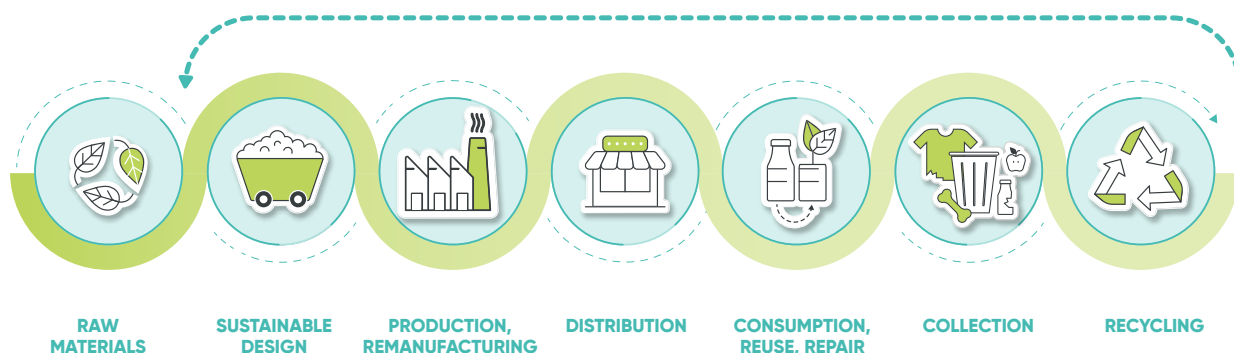 RAW
MATERIALS
SUSTAINABLE
DESIGN
PRODUCTION,
REMANUFACTURING
DISTRIBUTION
CONSUMPTION,
REUSE, REPAIR
COLLECTION
RECYCLING